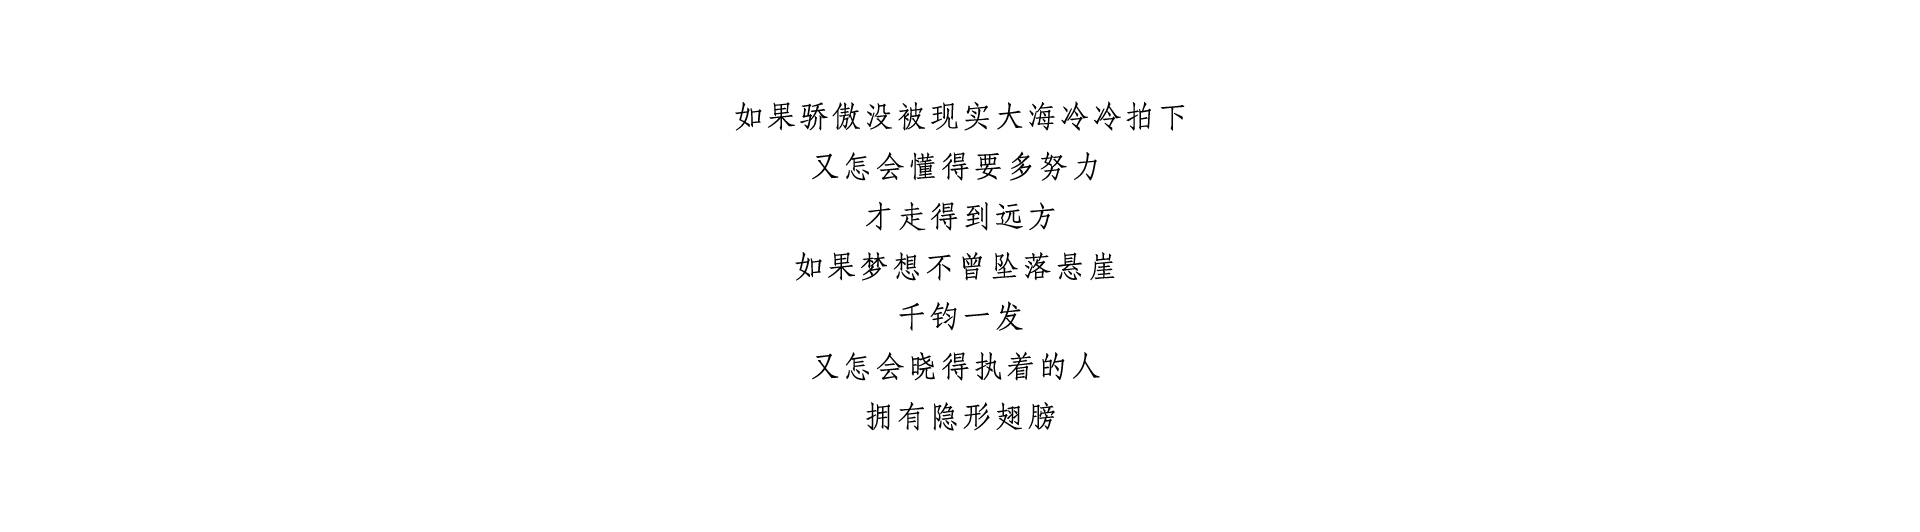 如果骄傲没被现实大海冷冷拍下
又怎会懂得要多努力
才走得到远方
如果梦想不曾坠落悬崖
千钧一发
又怎会晓得执着的人
拥有隐形翅膀